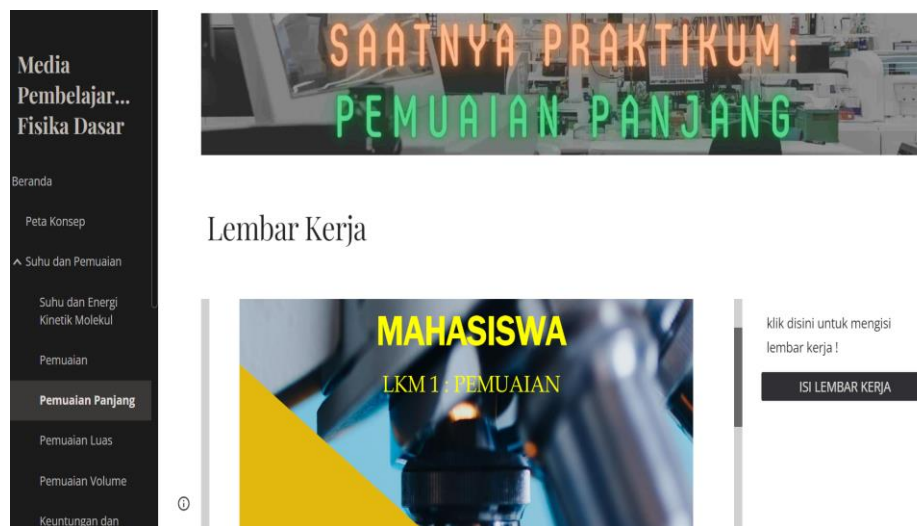 Media
Pembelajar...
Fisika Dasar
Beranda
Peta Konsep
Suhu dan Pemuaian
Suhu dan Energi
Kinetik Molekul
Pemuaian
Pemuaian Panjang
Pemuaian Luas
Pemuaian Volume
Keuntungan dan
SAATNYA PRAKTIKUM:
PEMUAIAN PANJANG
Lembar Kerja
MAHASISWA
LKM 1 : PEMUAIAN
klik disini untuk mengisi
lembar kerja !
ISI LEMBAR KERJA